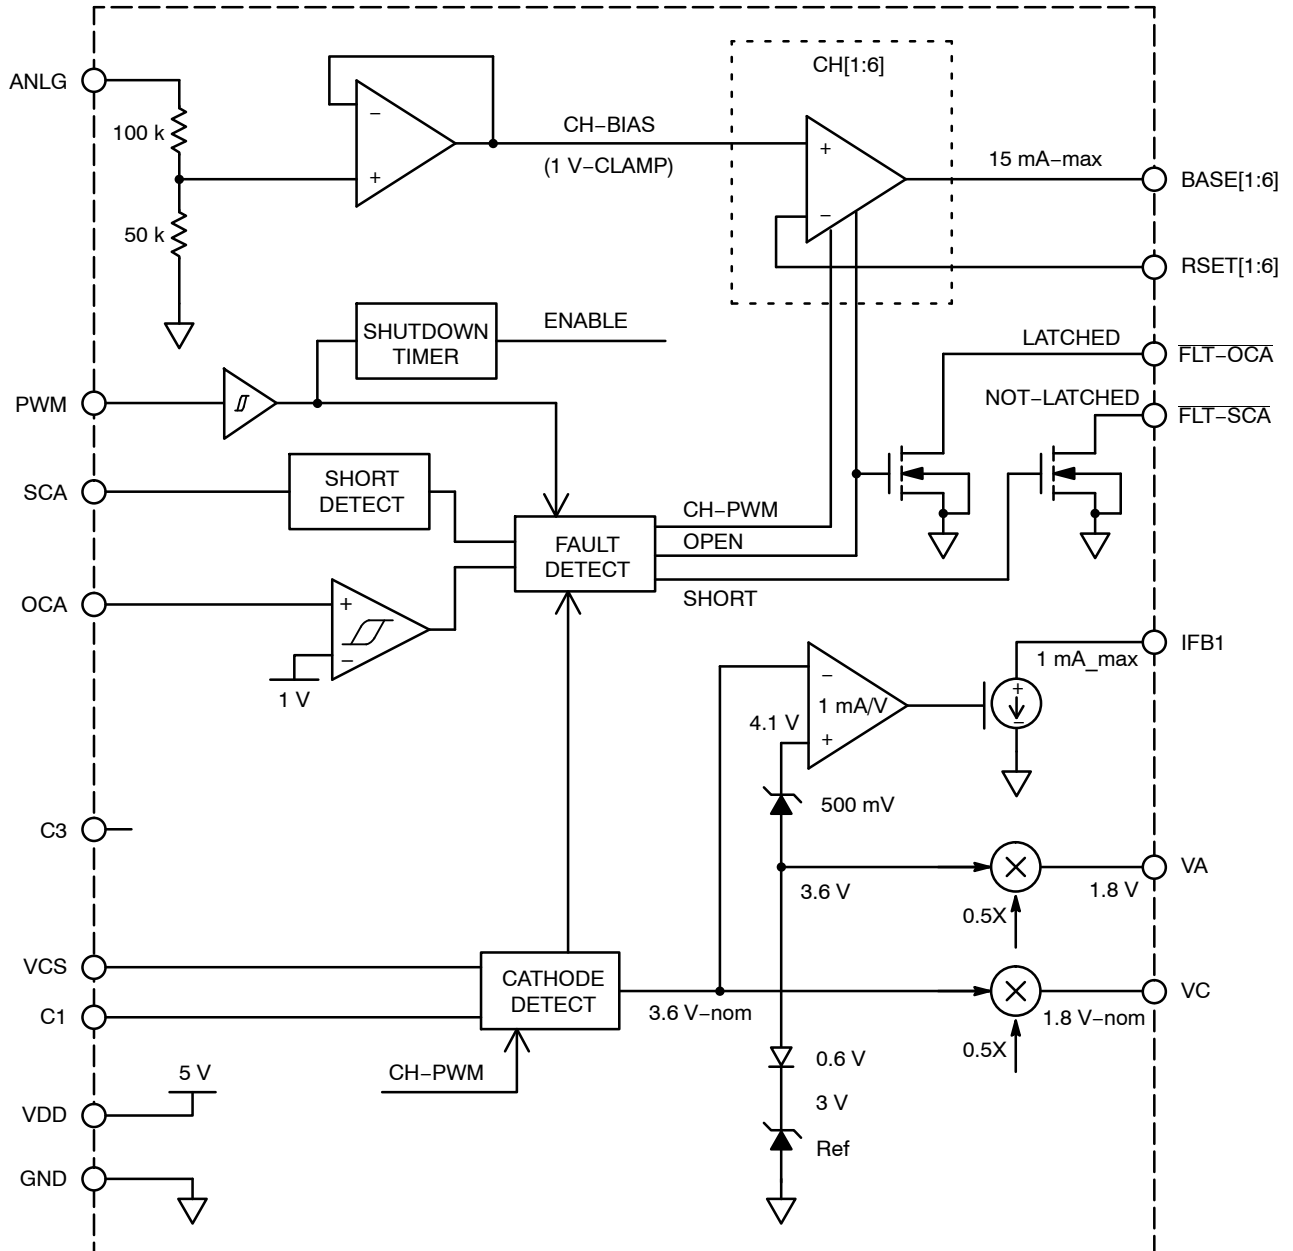 CH[1:6]
ANLG
100 k
−
+
CH−BIAS
(1 V−CLAMP)
+
−
15 mA−max
BASE[1:6]
50 k
RSET[1:6]
SHUTDOWN
TIMER
ENABLE
LATCHED
FLT−OCA
PWM
NOT−LATCHED
FLT−SCA
SCA
SHORT
DETECT
CH−PWM
OPEN
FAULT
DETECT
SHORT
OCA
+
−
1 V
IFB1
1 mA_max
−
1 mA/V
+
4.1 V
+
−
500 mV
C3
3.6 V
0.5X
1.8 V
VA
VCS
C1
CATHODE
DETECT
3.6 V−nom
0.5X
1.8 V−nom
VC
CH−PWM
0.6 V
3 V
Ref
5 V
VDD
GND